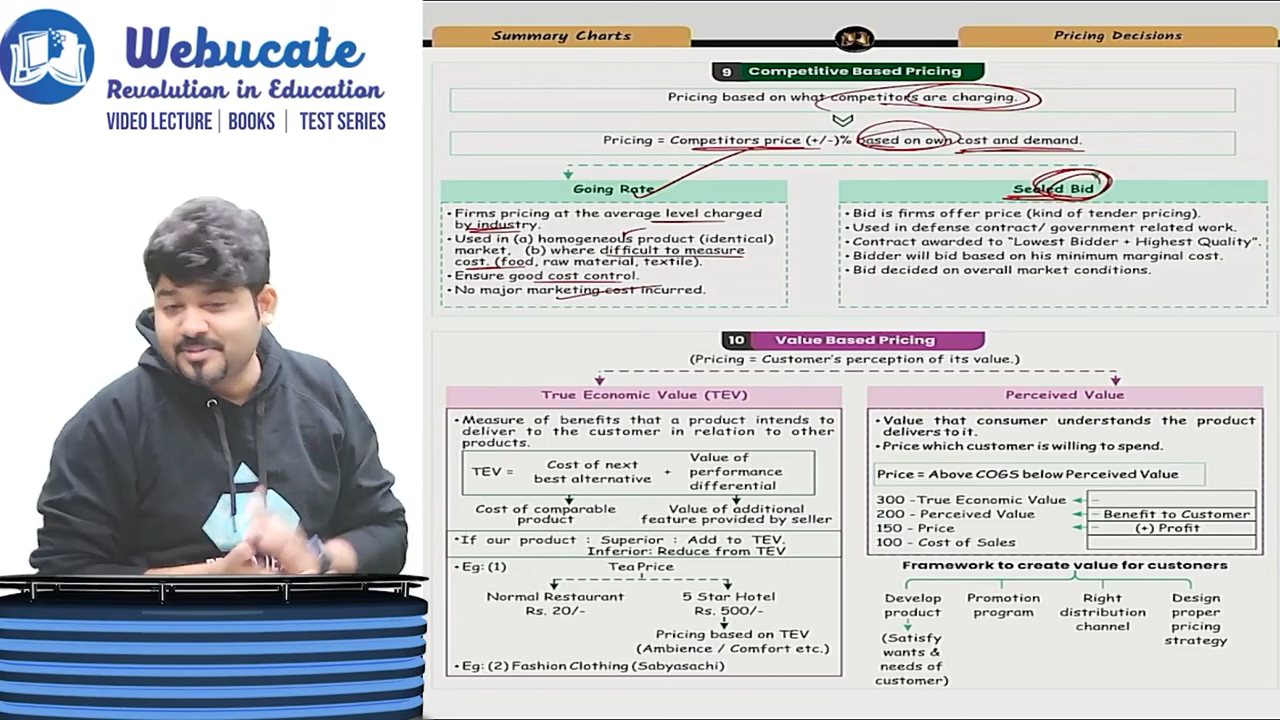 Webucate
Revolution in Education
VIDEO LECTURE | BOOKS | TEST SERIES
Summary Charts
Pricing Decisions
9 Competitive Based Pricing
Pricing based on what competitors are charging.
Pricing = Competitors price (+/-)% based on own cost and demand.
Going Rate
• Firms pricing at the average level charged
by industry.
• Used in (a) homogeneous product (identical)
market, (b) where difficult to measure
cost. (food, raw material, textile).
• Ensure good cost control.
• No major marketing cost incurred.
Sealed Bid
• Bid is firms offer price (kind of tender pricing).
• Used in defense contract/ government related work.
• Contract awarded to "Lowest Bidder + Highest Quality".
• Bidder will bid based on his minimum marginal cost.
• Bid decided on overall market conditions.
10 Value Based Pricing
(Pricing = Customer's perception of its value.)
True Economic Value (TEV)
• Measure of benefits that a product intends to
deliver to the customer in relation to other
products.
TEV = Cost of next best alternative + Value of performance differential
Cost of comparable product
Value of additional feature provided by seller
• If our product : Superior : Add to TEV.
Inferior: Reduce from TEV
• Eg: (1) Tea Price
Normal Restaurant
Rs. 20/-
5 Star Hotel
Rs. 500/-
Pricing based on TEV
(Ambience / Comfort etc.)
• Eg: (2) Fashion Clothing (Sabyasachi)
Perceived Value
• Value that consumer understands the product
delivers to it.
• Price which customer is willing to spend.
Price = Above COGS below Perceived Value
300 - True Economic Value
200 - Perceived Value
150 - Price
100 - Cost of Sales
Benefit to Customer
(+) Profit
Framework to create value for customers
Develop
product
(Satisfy
wants &
needs of
customer)
Promotion
program
Right
distribution
channel
Design
proper
pricing
strategy